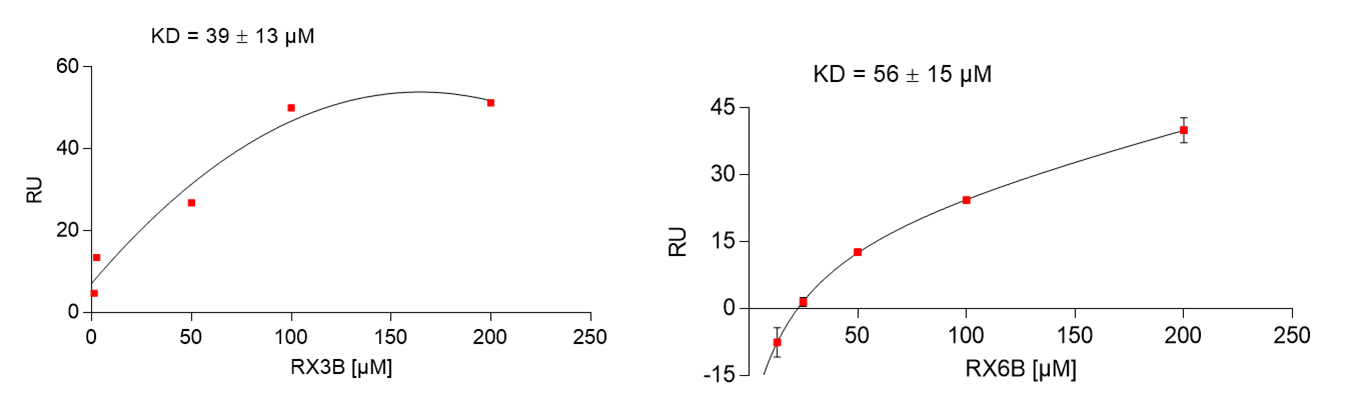 KD = 39 ± 13 µM
60
40
20
0
RU
0 50 100 150 200 250
RX3B [µM]
KD = 56 ± 15 µM
45
30
15
0
-15
RU
50 100 150 200 250
RX6B [µM]